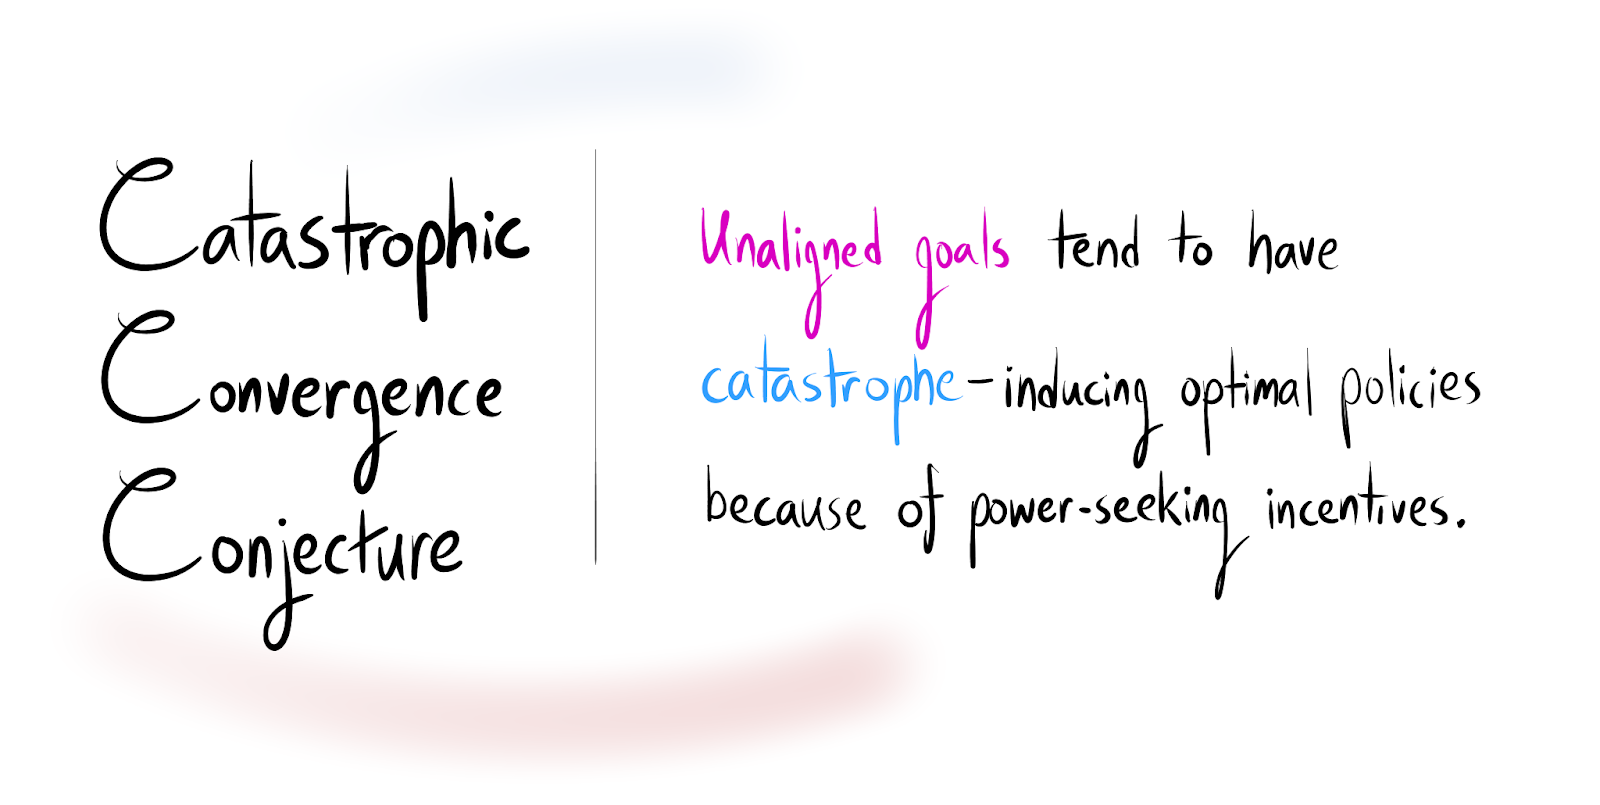 Catastrophic
Convergence
Conjecture
Unaligned goals tend to have
catastrophe-inducing optimal policies
because of power-seeking incentives.